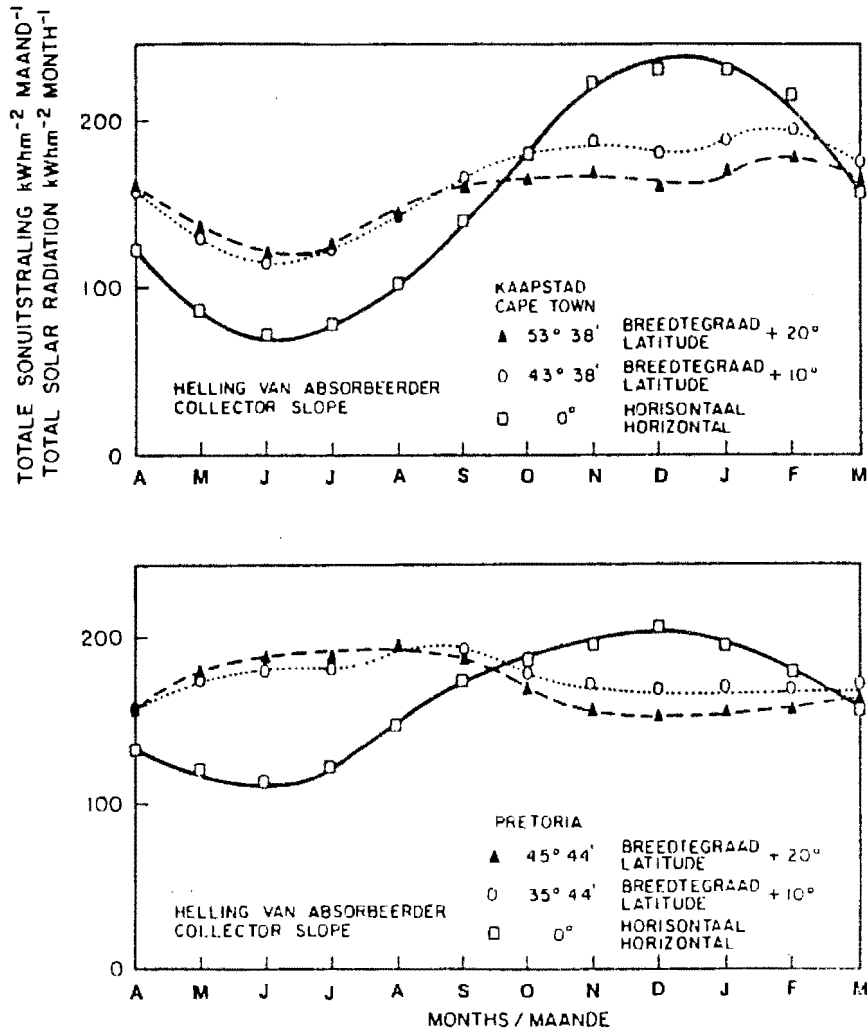 TOTALE SONUITSTRALING kWhm⁻² MAAND⁻¹
TOTAL SOLAR RADIATION kWhm⁻² MONTH⁻¹
200
100
0
KAAPSTAD
CAPE TOWN
▲ 53° 38' BREEDTEGRAAD LATITUDE + 20°
○ 43° 38' BREEDTEGRAAD LATITUDE + 10°
□ 0° HORISONTAAL HORIZONTAL
HELLING VAN ABSORBEERDER
COLLECTOR SLOPE
A M J J A S O N D J F M
200
100
0
PRETORIA
▲ 45° 44' BREEDTEGRAAD LATITUDE + 20°
○ 35° 44' BREEDTEGRAAD LATITUDE + 10°
□ 0° HORISONTAAL HORIZONTAL
HELLING VAN ABSORBEERDER
COLLECTOR SLOPE
A M J J A S O N D J F M
MONTHS / MAANDE